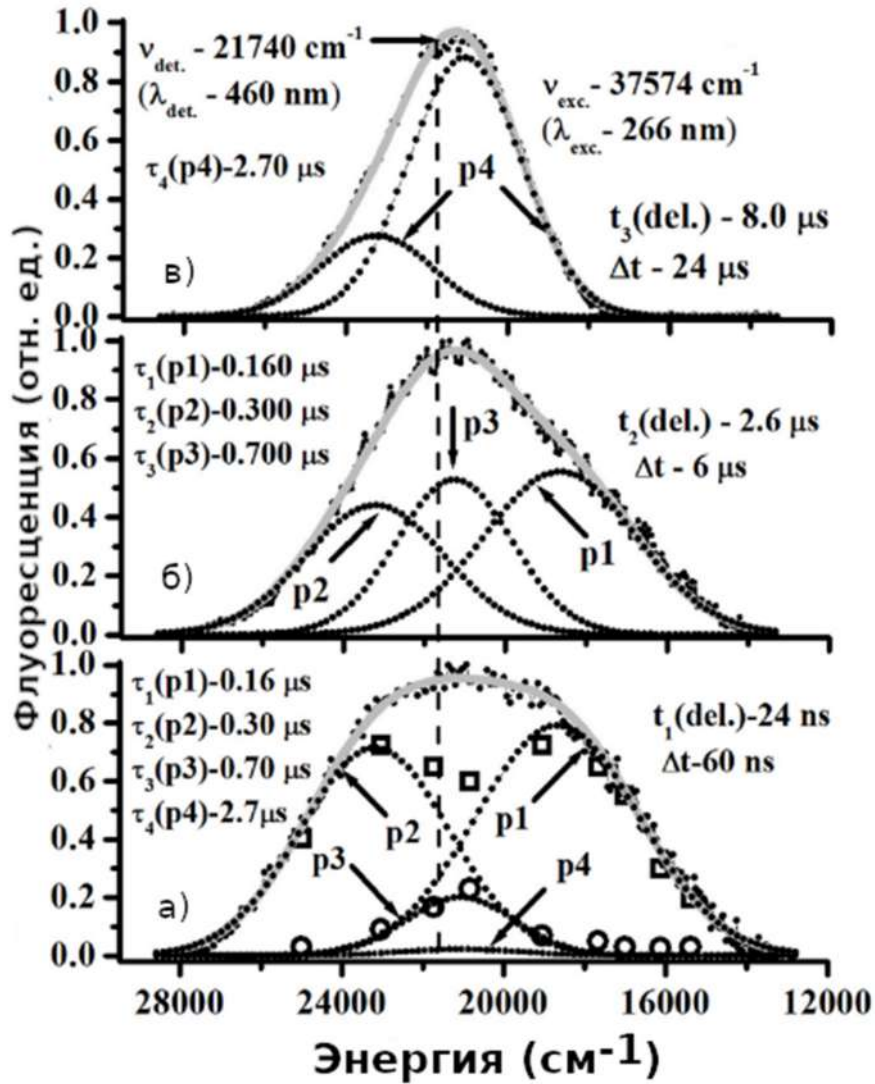 Флуоресценция (отн. ед.)
1.0
0.8
0.6
0.4
0.2
0.0
ν_det. - 21740 cm⁻¹
(λ_det. - 460 nm)
τ₄(p4)-2.70 μs
ν_exc. - 37574 cm⁻¹
(λ_exc. - 266 nm)
p4
t₃(del.) - 8.0 μs
Δt - 24 μs
в)
28000 24000 20000 16000 12000
1.0
0.8
0.6
0.4
0.2
0.0
τ₁(p1)-0.160 μs
τ₂(p2)-0.300 μs
τ₃(p3)-0.700 μs
p3
t₂(del.) - 2.6 μs
Δt - 6 μs
p1
p2
б)
1.0
0.8
0.6
0.4
0.2
0.0
τ₁(p1)-0.16 μs
τ₂(p2)-0.30 μs
τ₃(p3)-0.70 μs
τ₄(p4)-2.7μs
t₁(del.)-24 ns
Δt-60 ns
p2
p1
p3
p4
а)
28000 24000 20000 16000 12000
Энергия (см⁻¹)